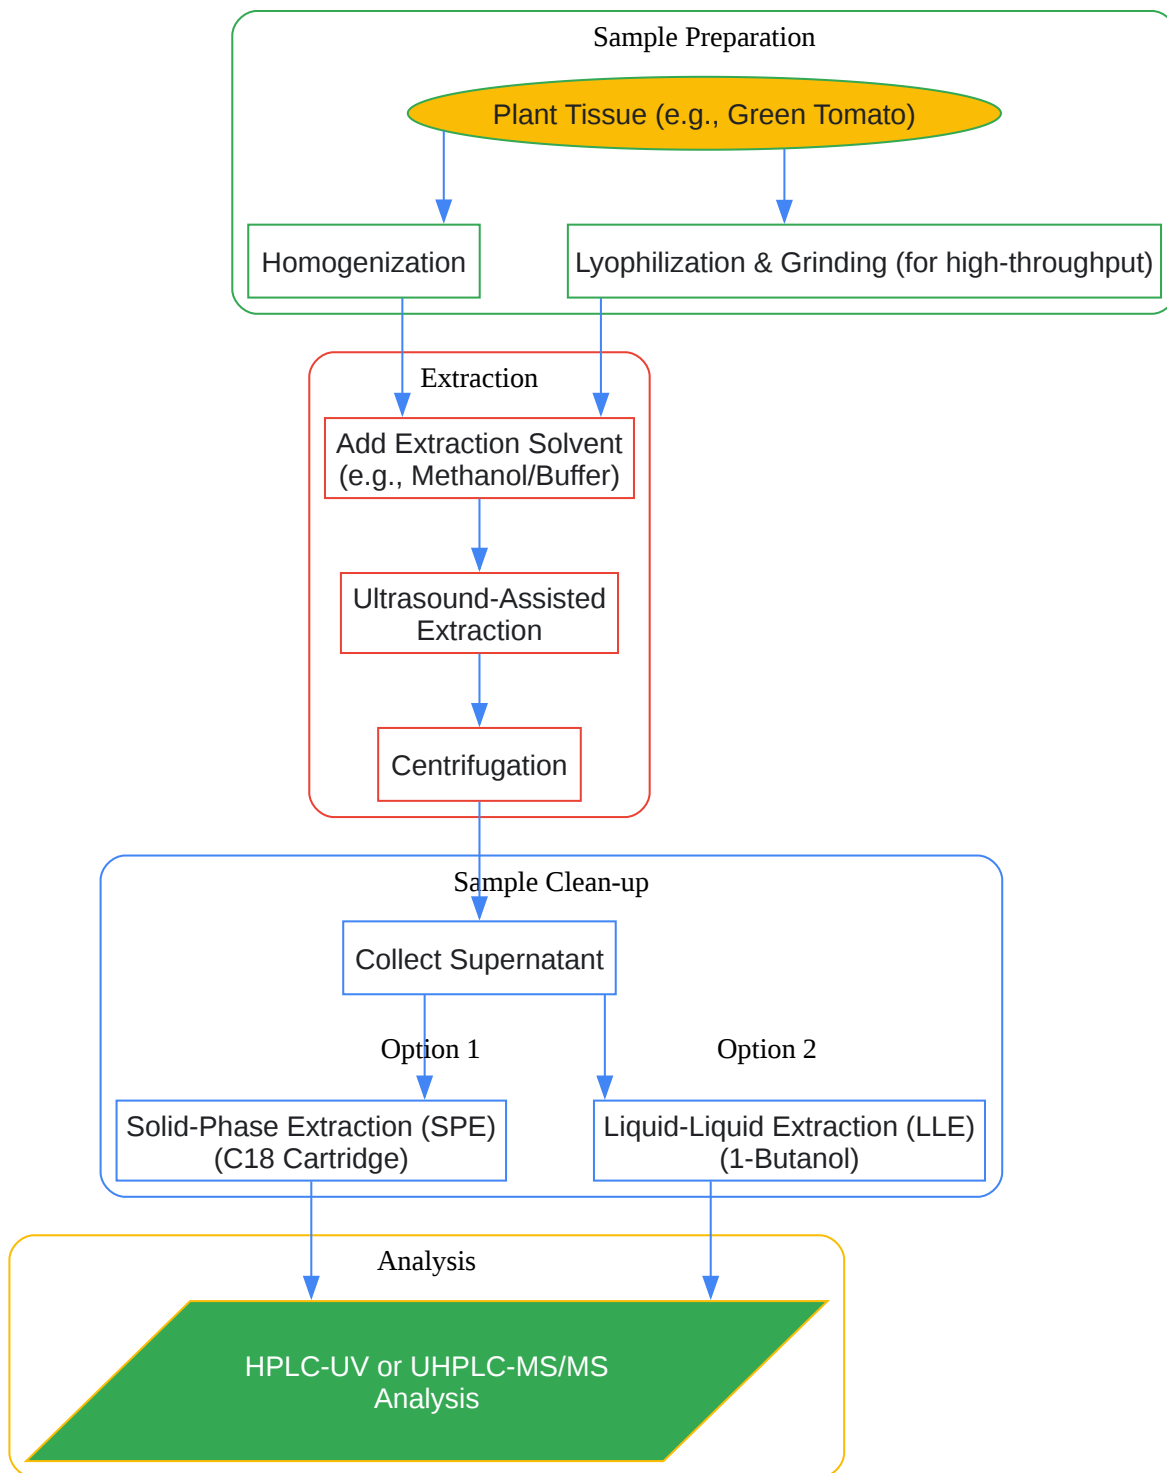 Sample Preparation
Plant Tissue (e.g., Green Tomato)
Homogenization
Lyophilization & Grinding (for high-throughput)
Extraction
Add Extraction Solvent
(e.g., Methanol/Buffer)
Ultrasound-Assisted
Extraction
Centrifugation
Sample Clean-up
Collect Supernatant
Option 1
Option 2
Solid-Phase Extraction (SPE)
(C18 Cartridge)
Liquid-Liquid Extraction (LLE)
(1-Butanol)
Analysis
HPLC-UV or UHPLC-MS/MS
Analysis